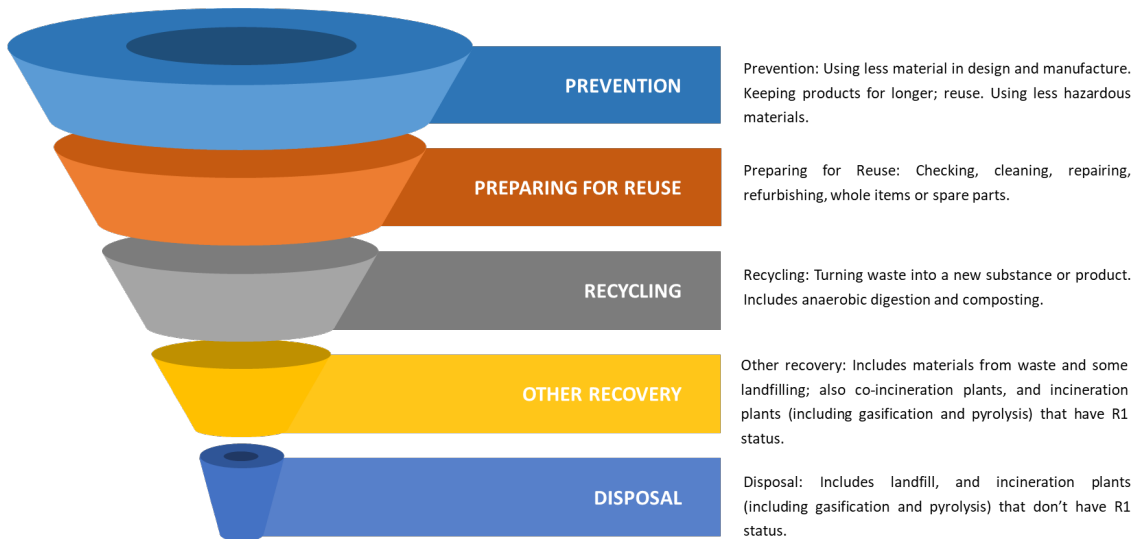 PREVENTION
Prevention: Using less material in design and manufacture.
Keeping products for longer; reuse. Using less hazardous
materials.
PREPARING FOR REUSE
Preparing for Reuse: Checking, cleaning, repairing,
refurbishing, whole items or spare parts.
RECYCLING
Recycling: Turning waste into a new substance or product.
Includes anaerobic digestion and composting.
OTHER RECOVERY
Other recovery: Includes materials from waste and some
landfilling; also co-incineration plants, and incineration
plants (including gasification and pyrolysis) that have R1
status.
DISPOSAL
Disposal: Includes landfill, and incineration plants
(including gasification and pyrolysis) that don’t have R1
status.